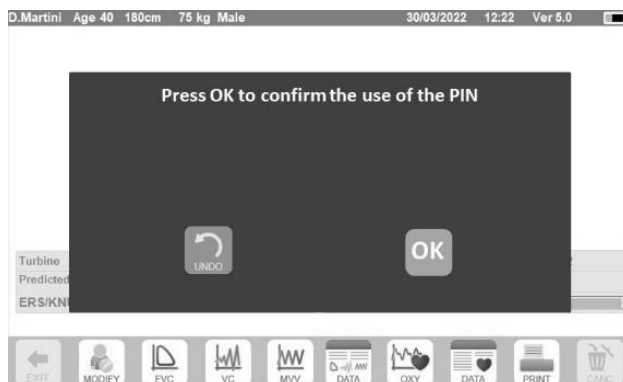 D.Martini Age 40 180cm 75 kg Male 30/03/2022 12:22 Ver 5.0
Press OK to confirm the use of the PIN
UNDO OK
Turbine
Predicted
EXIT MODIFY FVC VC MVV DATA OXY DATA PRINT CANC